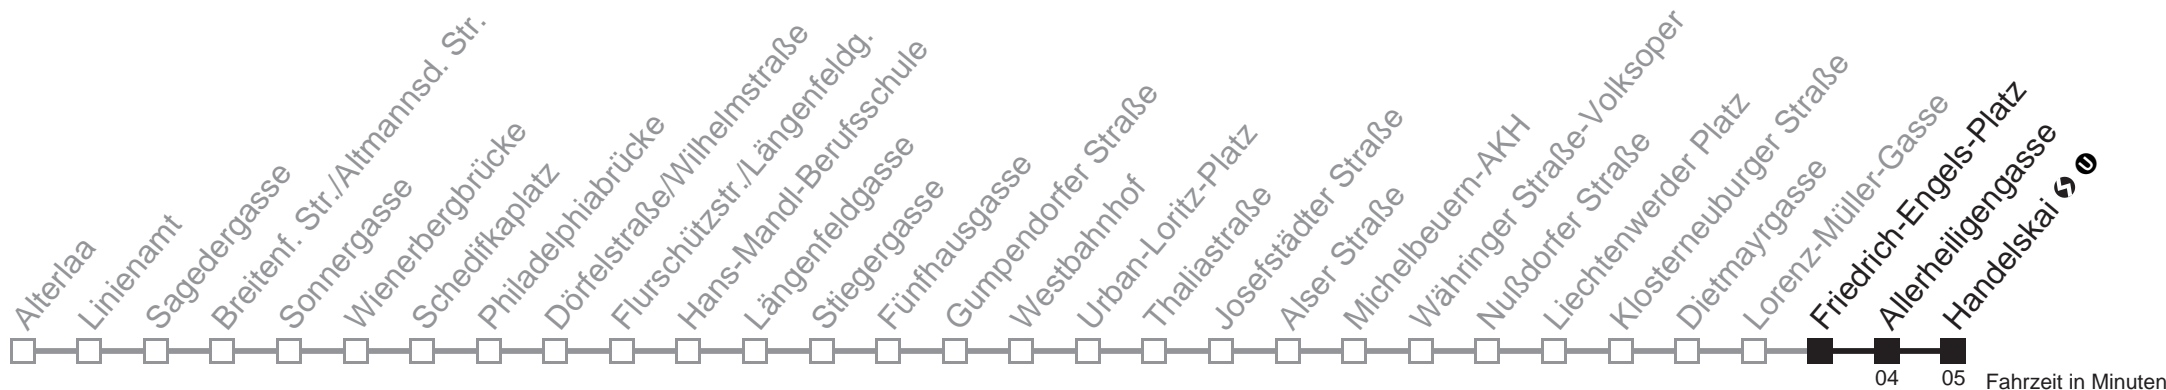 Alterlaa
Linienamt
Sagedergasse
Breitenf. Str./Altmannsd. Str.
Sonnergasse
Wienerbergbrücke
Schedifkaplatz
Philadelphiabrücke
Dörfelstraße/Wilhelmstraße
Flurschützstr./Längenfeldg.
Hans-Mandl-Berufsschule
Längenfeldgasse
Stiegergasse
Fünfhausgasse
Gumpendorfer Straße
Westbahnhof
Urban-Loritz-Platz
Thaliastraße
Josefstädter Straße
Alser Straße
Michelbeuern-AKH
Währinger Straße-Volksoper
Nußdorfer Straße
Liechtenwerder Platz
Klosterneuburger Straße
Dietmayrgasse
Lorenz-Müller-Gasse
Friedrich-Engels-Platz
Allerheiligengasse
Handelskai U
04 05 Fahrzeit in Minuten